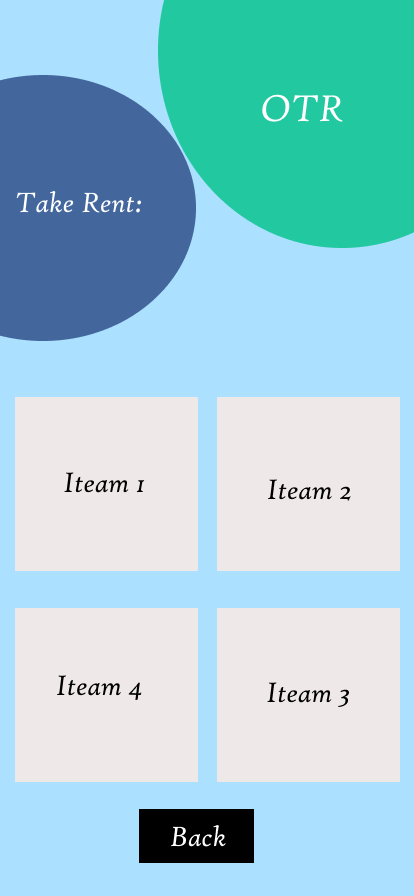 OTR
Take Rent:
Iteam 1
Iteam 2
Iteam 4
Iteam 3
Back